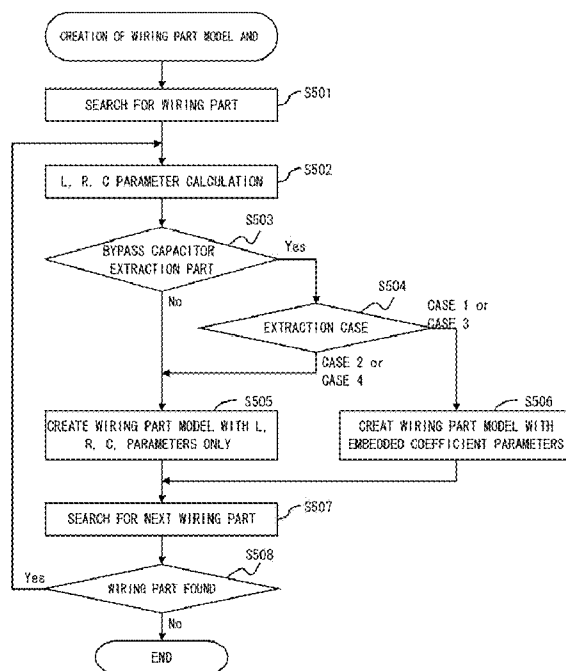 CREATION OF WIRING PART MODEL AND
S501
SEARCH FOR WIRING PART
S502
L, R, C PARAMETER CALCULATION
S503
BYPASS CAPACITOR
EXTRACTION PART
Yes
No
S504
EXTRACTION CASE
CASE 1 or
CASE 3
CASE 2 or
CASE 4
S505
CREATE WIRING PART MODEL WITH L,
R, C, PARAMETERS ONLY
S506
CREAT WIRING PART MODEL WITH
EMBEDDED COEFFICIENT PARAMETERS
S507
SEARCH FOR NEXT WIRING PART
S508
Yes
WIRING PART FOUND
No
END